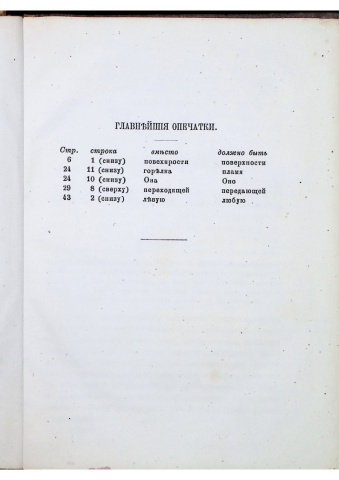 ГЛАВНѢЙШІЯ ОПЕЧАТКИ.
Стр. строка вмѣсто должно быть
6 1 (снизу) повехврости поверхности
24 11 (снизу) горѣлка пламя
24 10 (снизу) Она Оно
29 8 (сверху) переходящей передающей
43 2 (снизу) лѣвую любую